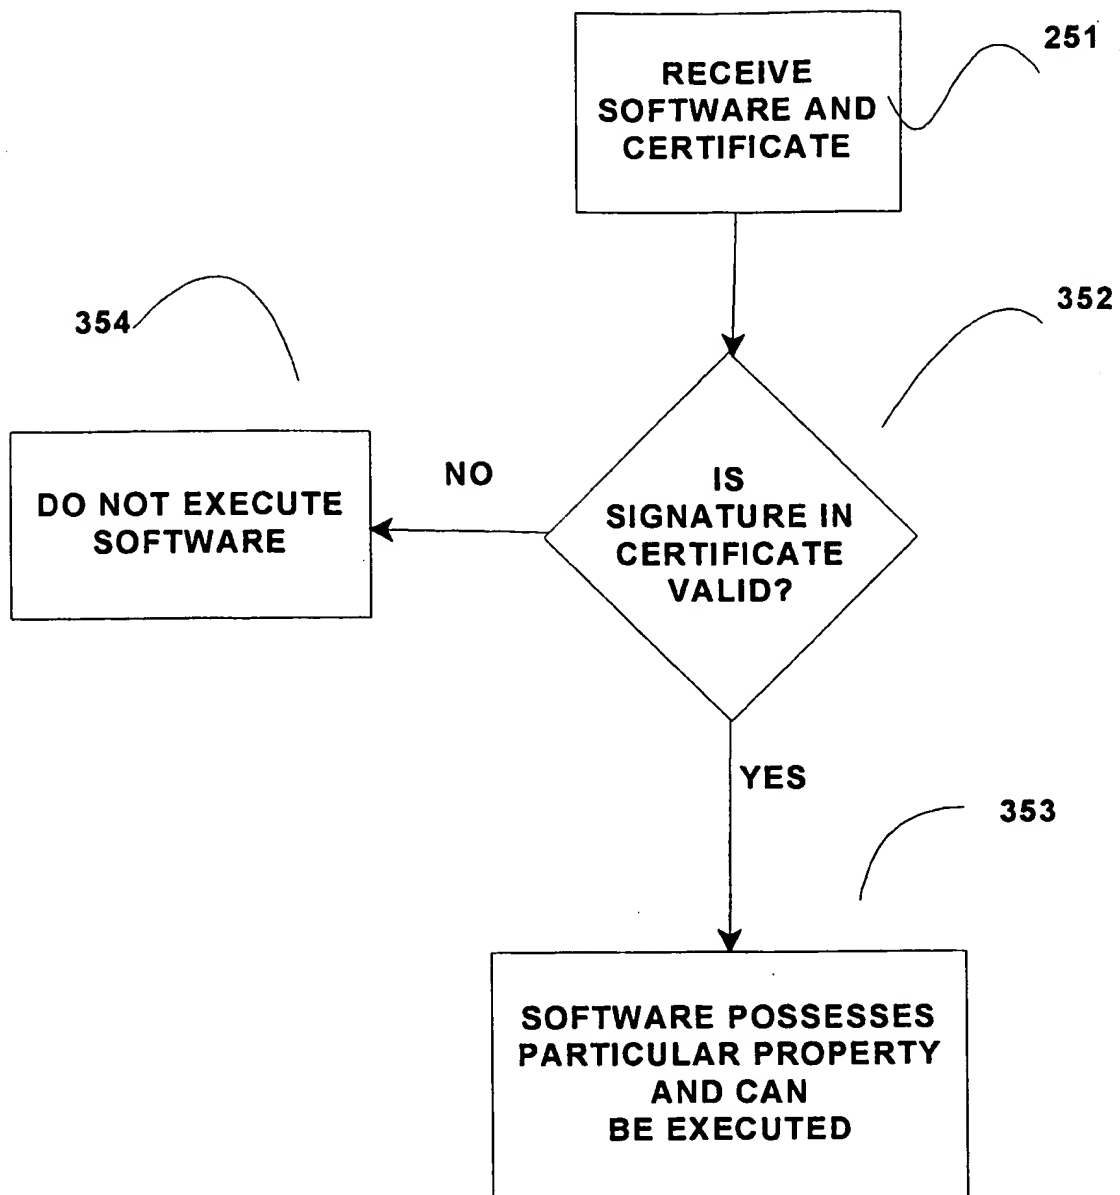 251
RECEIVE
SOFTWARE AND
CERTIFICATE
352
354
NO
DO NOT EXECUTE
SOFTWARE
IS
SIGNATURE IN
CERTIFICATE
VALID?
YES
353
SOFTWARE POSSESSES
PARTICULAR PROPERTY
AND CAN
BE EXECUTED